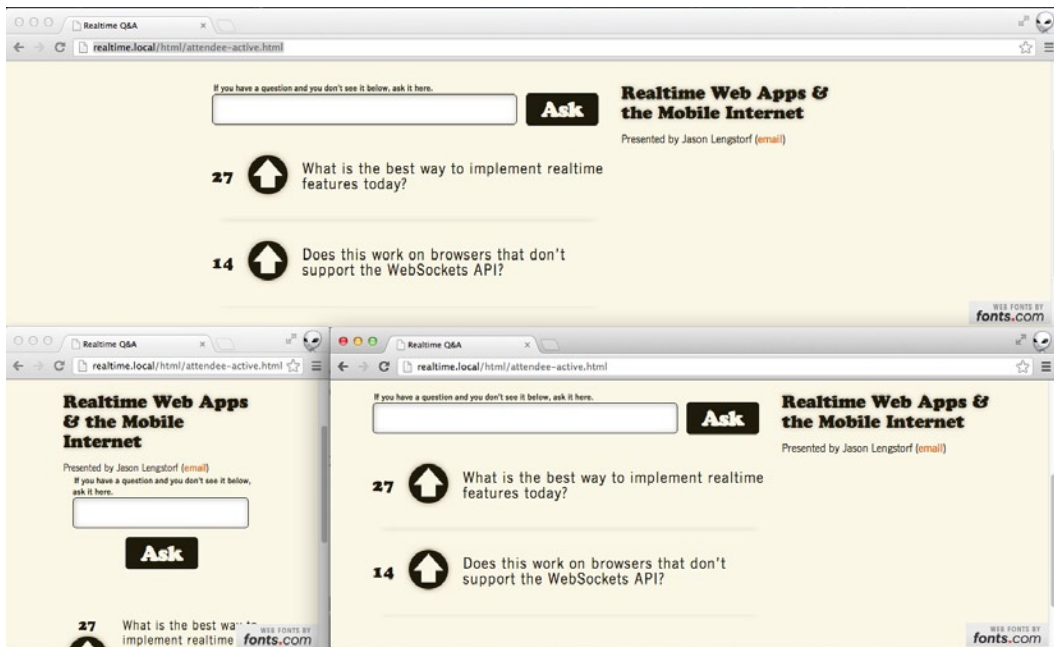 Realtime Q&A
realtime.local/html/attendee-active.html
If you have a question and you don't see it below, ask it here.
Ask
Realtime Web Apps &
the Mobile Internet
Presented by Jason Lengstorf (email)
27
What is the best way to implement realtime
features today?
14
Does this work on browsers that don't
support the WebSockets API?
WEB FONTS BY
fonts.com
Realtime Q&A
realtime.local/html/attendee-active.html
Realtime Web Apps
& the Mobile
Internet
Presented by Jason Lengstorf (email)
If you have a question and you don't see it below,
ask it here.
Ask
27
What is the best way
implement realtime
WEB FONTS BY
fonts.com
Realtime Q&A
realtime.local/html/attendee-active.html
If you have a question and you don't see it below, ask it here.
Ask
Realtime Web Apps &
the Mobile Internet
Presented by Jason Lengstorf (email)
27
What is the best way to implement realtime
features today?
14
Does this work on browsers that don't
support the WebSockets API?
WEB FONTS BY
fonts.com